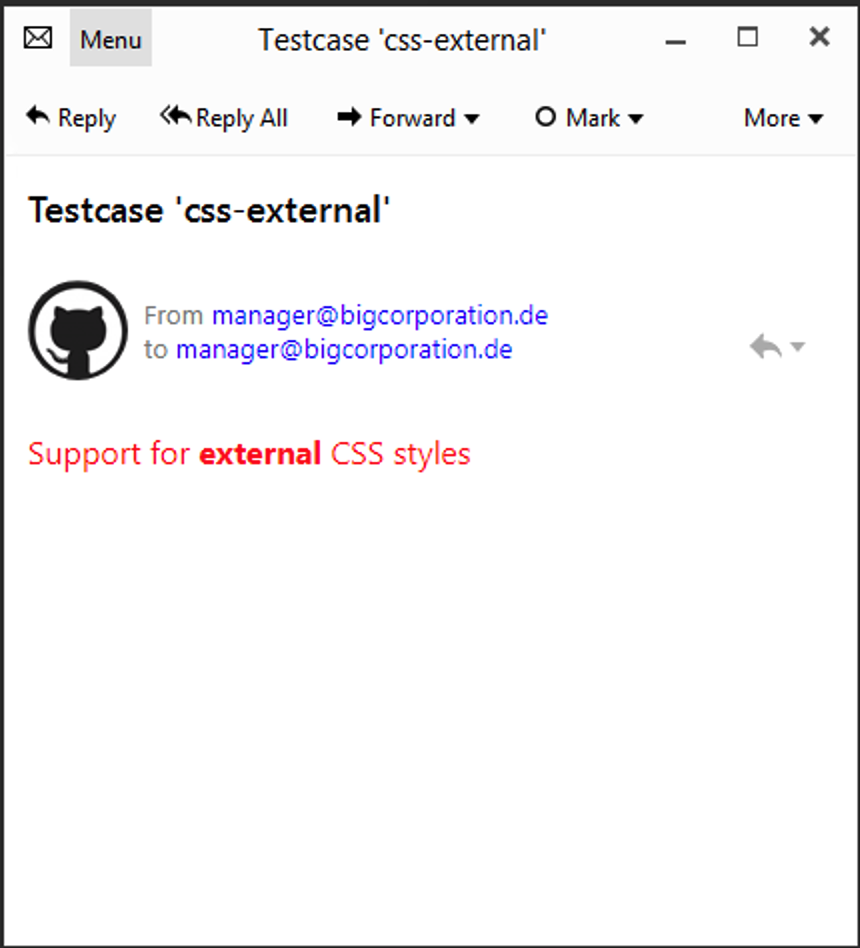 Menu Testcase 'css-external'
Reply Reply All Forward Mark More
Testcase 'css-external'
From manager@bigcorporation.de
to manager@bigcorporation.de
Support for external CSS styles